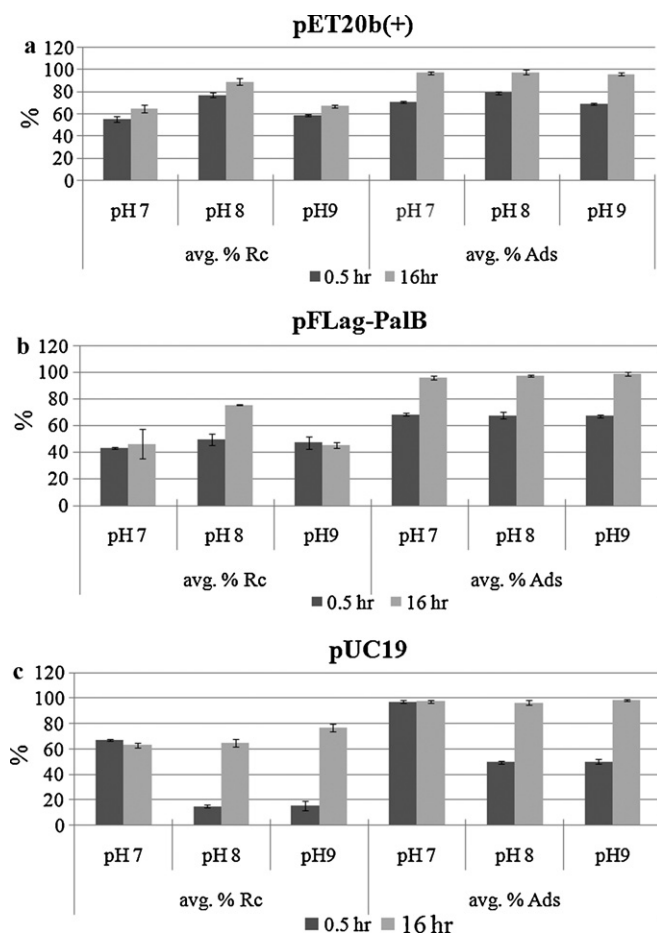 pET20b(+)
a
120
100
80
60
40
20
0
%
pH 7
pH 8
pH9
pH 7
pH 8
pH 9
avg. % Rc
avg. % Ads
0.5 hr
16hr
pFLag-PalB
b
120
100
80
60
40
20
0
%
pH 7
pH 8
pH9
pH 7
pH 8
pH9
avg. % Rc
avg. % Ads
0.5 hr
16 hr
pUC19
c
120
100
80
60
40
20
0
%
pH 7
pH 8
pH9
pH 7
pH 8
pH 9
avg. % Rc
avg. % Ads
0.5 hr
16 hr